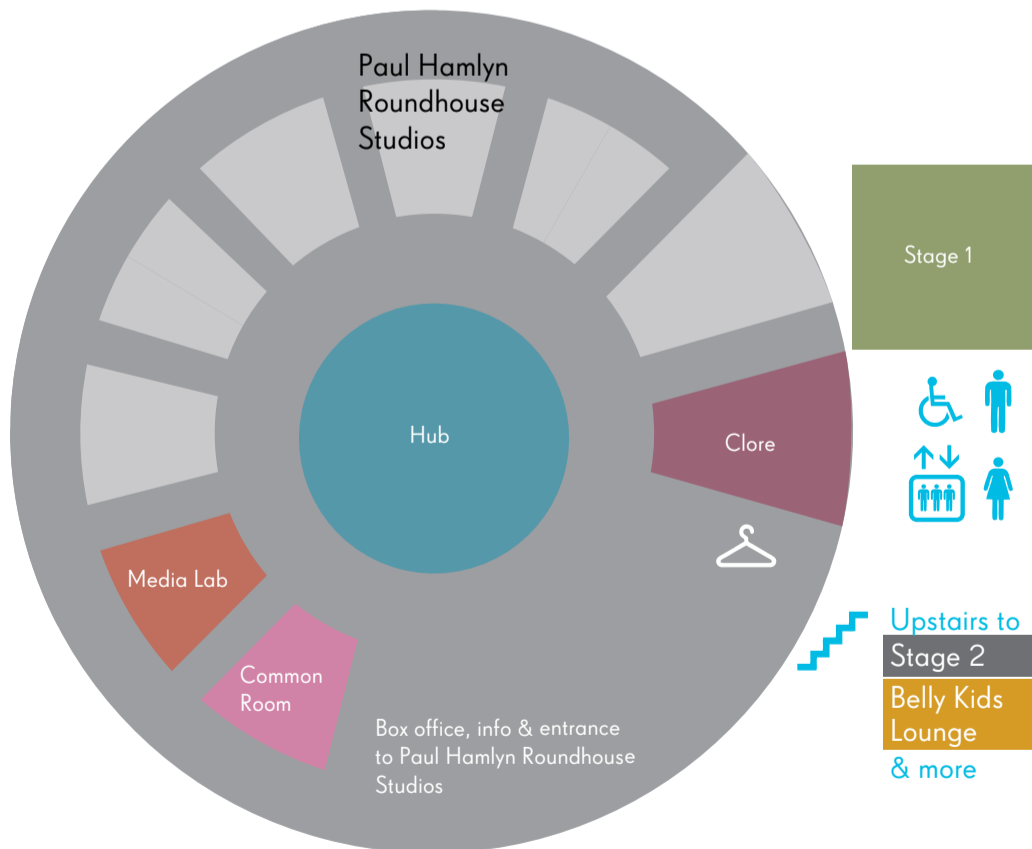 Paul Hamlyn
Roundhouse
Studios
Stage 1
Hub
Clore
Media Lab
Common
Room
Box office, info & entrance
to Paul Hamlyn Roundhouse
Studios
Upstairs to
Stage 2
Belly Kids
Lounge
& more